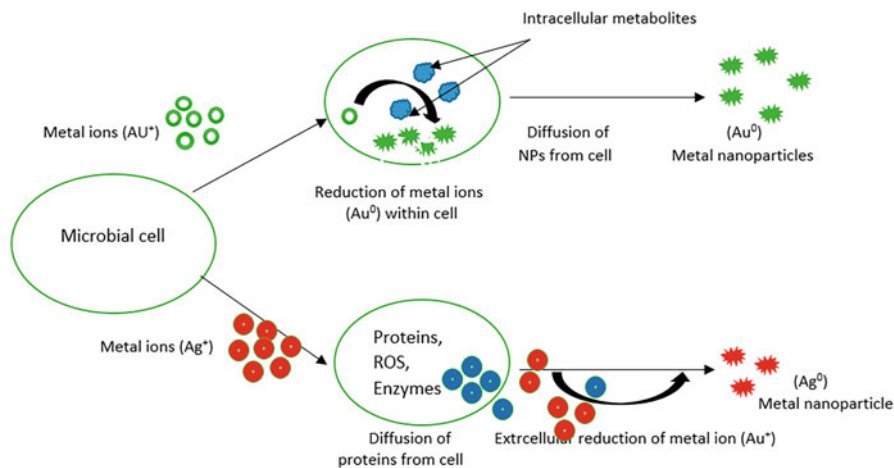 Intracellular metabolites
Metal ions (AU⁺)
Diffusion of
NPs from cell
(Au⁰)
Metal nanoparticles
Reduction of metal ions
(Au⁰) within cell
Microbial cell
Metal ions (Ag⁺)
Proteins,
ROS,
Enzymes
(Ag⁰)
Metal nanoparticle
Diffusion of
proteins from cell
Extrcellular reduction of metal ion (Au⁺)